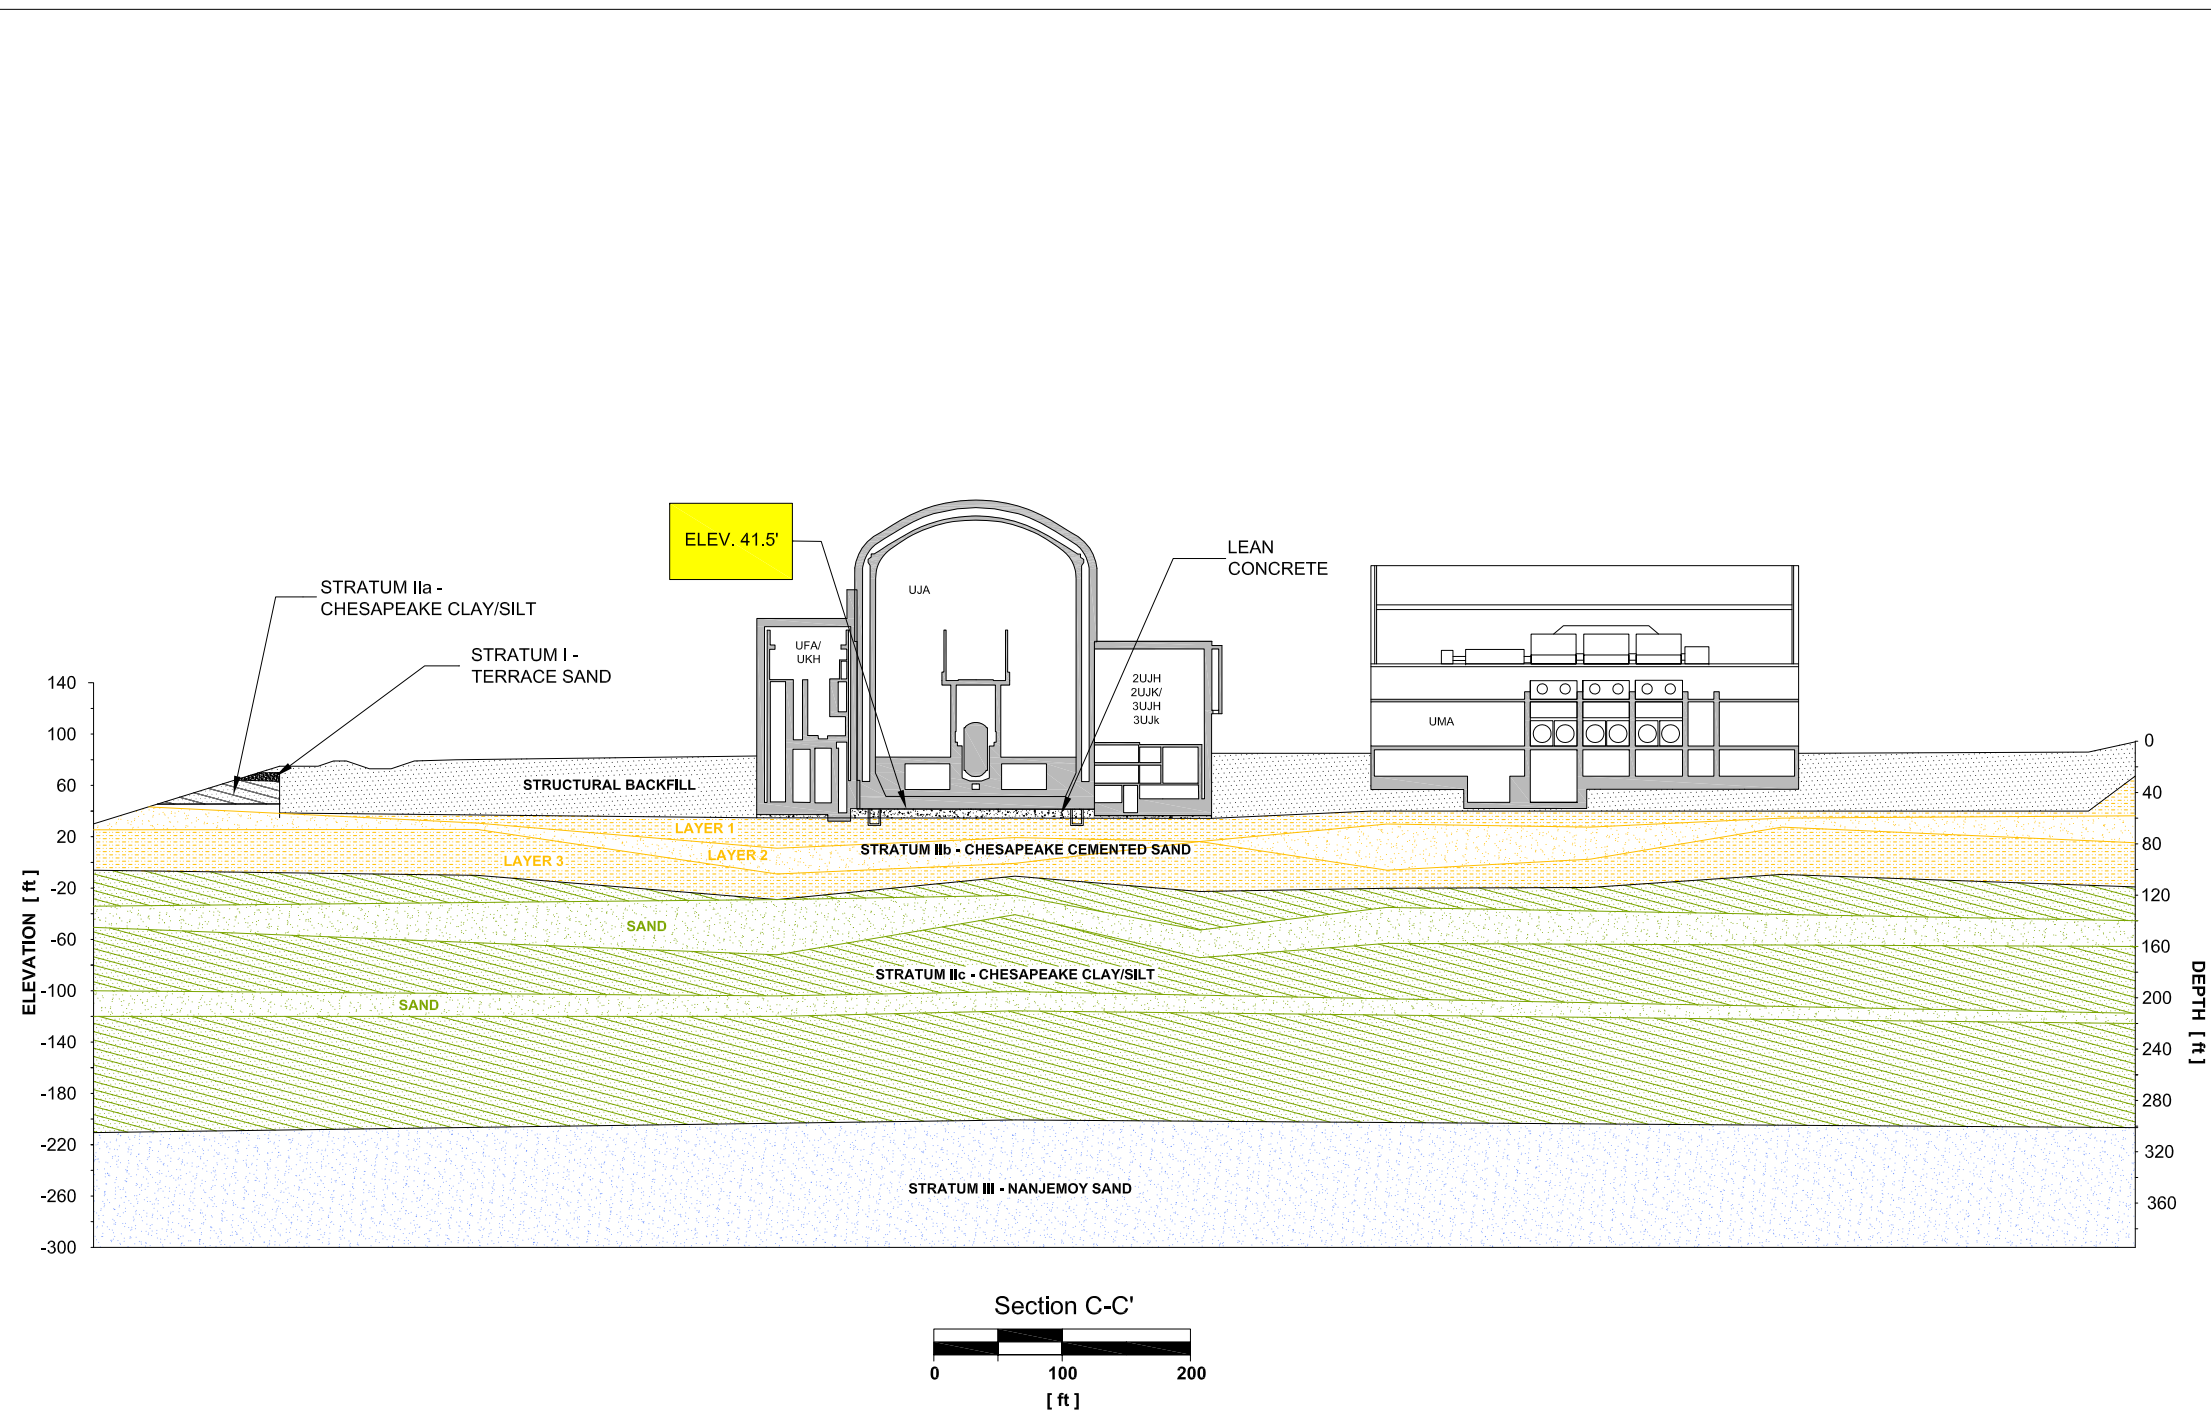 ELEV. 41.5'
LEAN
CONCRETE
STRATUM IIa -
CHESAPEAKE CLAY/SILT
UJA
UFA/
UKH
STRATUM I -
TERRACE SAND
2UJH
2UJK/
3UJH
3UJk
UMA
140
100
60
20
-20
-60
-100
-140
-180
-220
-260
-300
ELEVATION [ ft ]
STRUCTURAL BACKFILL
LAYER 1
LAYER 2
LAYER 3
STRATUM IIb - CHESAPEAKE CEMENTED SAND
SAND
STRATUM IIc - CHESAPEAKE CLAY/SILT
SAND
STRATUM III - NANJEMOY SAND
0
40
80
120
160
200
240
280
320
360
DEPTH [ ft ]
Section C-C'
0 100 200
[ ft ]